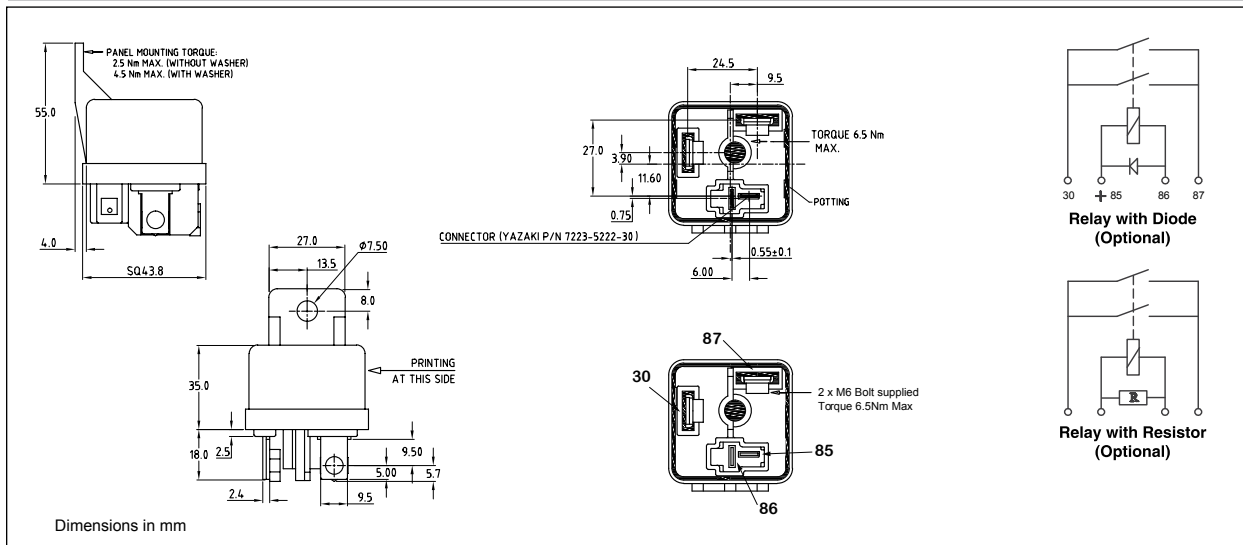 PANEL MOUNTING TORQUE:
2.5 Nm MAX. (WITHOUT WASHER)
4.5 Nm MAX. (WITH WASHER)
55.0
4.0
SQ43.8
27.0
ø7.50
13.5
8.0
35.0
PRINTING
AT THIS SIDE
2.5
18.0
9.50
5.00
5.7
2.4
9.5
Dimensions in mm
24.5
9.5
TORQUE 6.5 Nm
MAX.
27.0
3.90
11.60
0.75
POTTING
CONNECTOR (YAZAKI P/N 7223-5222-30)
0.55±0.1
6.00
87
30
2 x M6 Bolt supplied
Torque 6.5Nm Max
85
86
30 + 85 86 87
Relay with Diode
(Optional)
R
Relay with Resistor
(Optional)